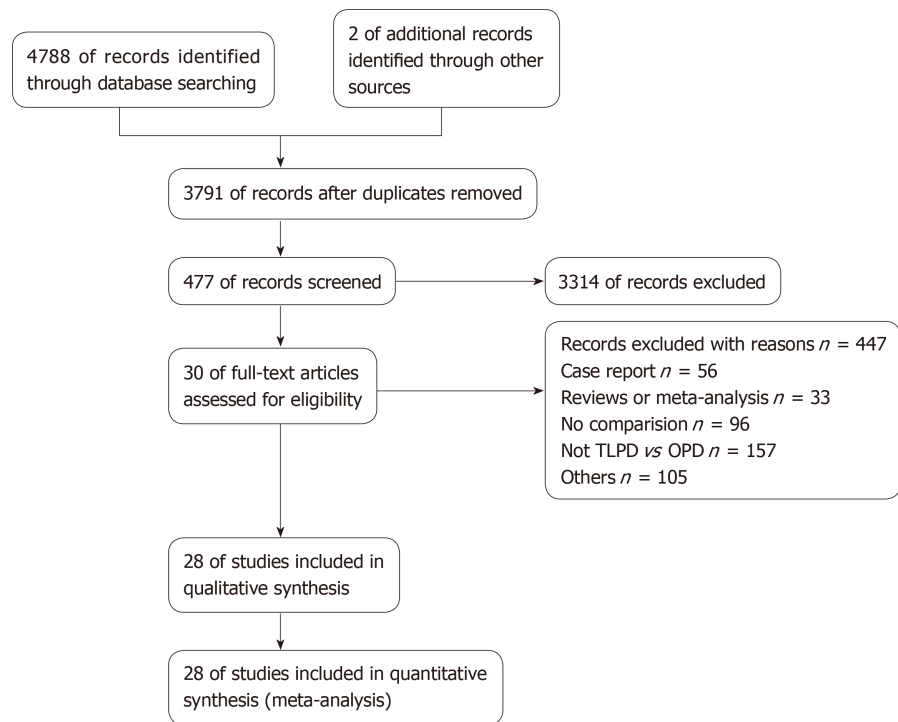 4788 of records identified
through database searching
2 of additional records
identified through other
sources
3791 of records after duplicates removed
477 of records screened
3314 of records excluded
30 of full-text articles
assessed for eligibility
Records excluded with reasons n = 447
Case report n = 56
Reviews or meta-analysis n = 33
No comparision n = 96
Not TLPD vs OPD n = 157
Others n = 105
28 of studies included in
qualitative synthesis
28 of studies included in quantitative
synthesis (meta-analysis)